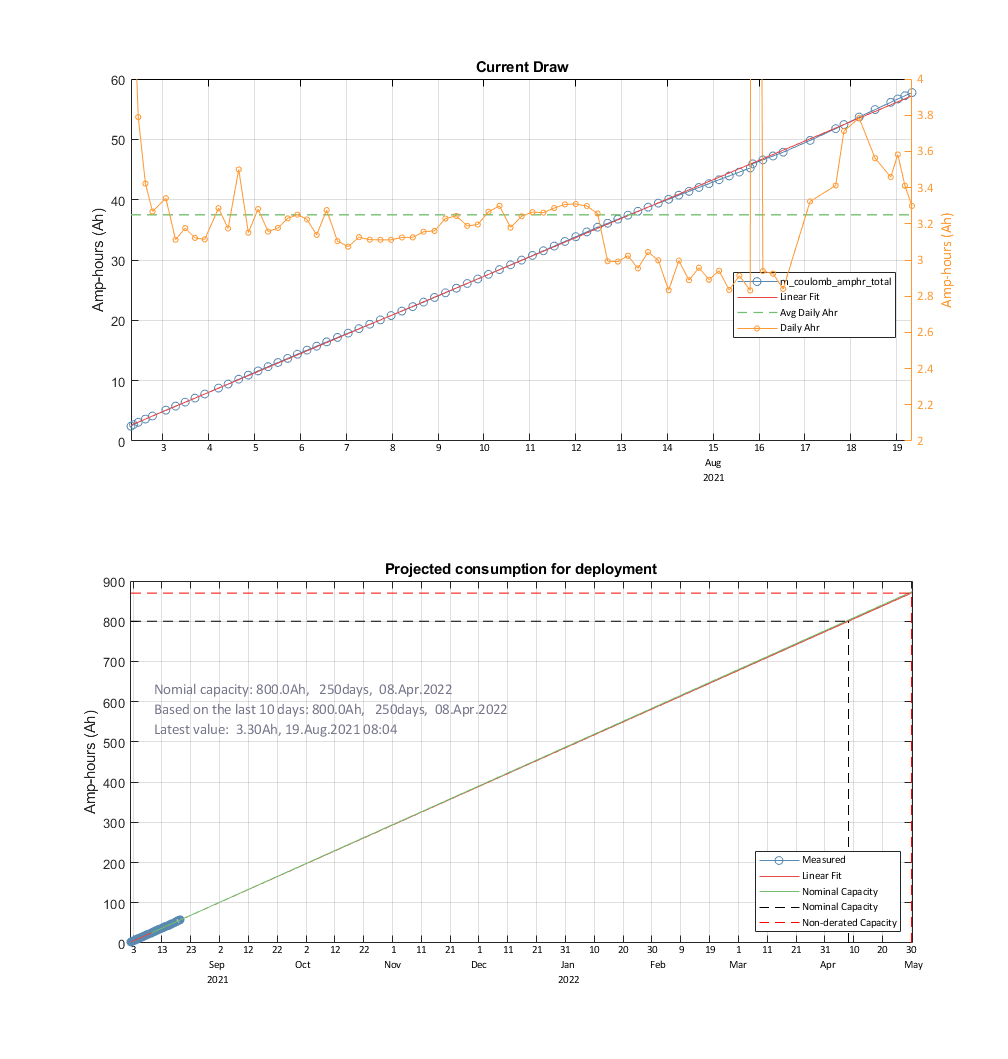 Current Draw
60
50
40
30
20
10
0
Amp-hours (Ah)
4
3.8
3.6
3.4
3.2
3
2.8
2.6
2.4
2.2
2
Amp-hours (Ah)
m_coulomb_amphr_total
Linear Fit
Avg Daily Ahr
Daily Ahr
3 4 5 6 7 8 9 10 11 12 13 14 15 16 17 18 19
Aug
2021
Projected consumption for deployment
900
800
700
600
500
400
300
200
100
0
Amp-hours (Ah)
Nomial capacity: 800.0Ah, 250days, 08.Apr.2022
Based on the last 10 days: 800.0Ah, 250days, 08.Apr.2022
Latest value: 3.30Ah, 19.Aug.2021 08:04
Measured
Linear Fit
Nominal Capacity
Nominal Capacity
Non-derated Capacity
3 13 23 2 12 22 2 12 22 1 11 21 1 11 21 31 10 20 30 9 19 1 11 21 31 10 20 30
Sep Oct Nov Dec Jan Feb Mar Apr May
2021 2022